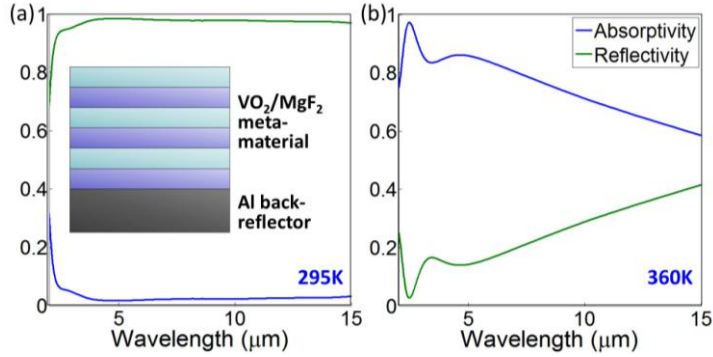 (a)
1
0.8
0.6
0.4
0.2
0
5
10
15
Wavelength (μm)
VO2/MgF2
meta-
material
Al back-
reflector
295K
(b)
1
0.8
0.6
0.4
0.2
0
5
10
15
Wavelength (μm)
Absorptivity
Reflectivity
360K